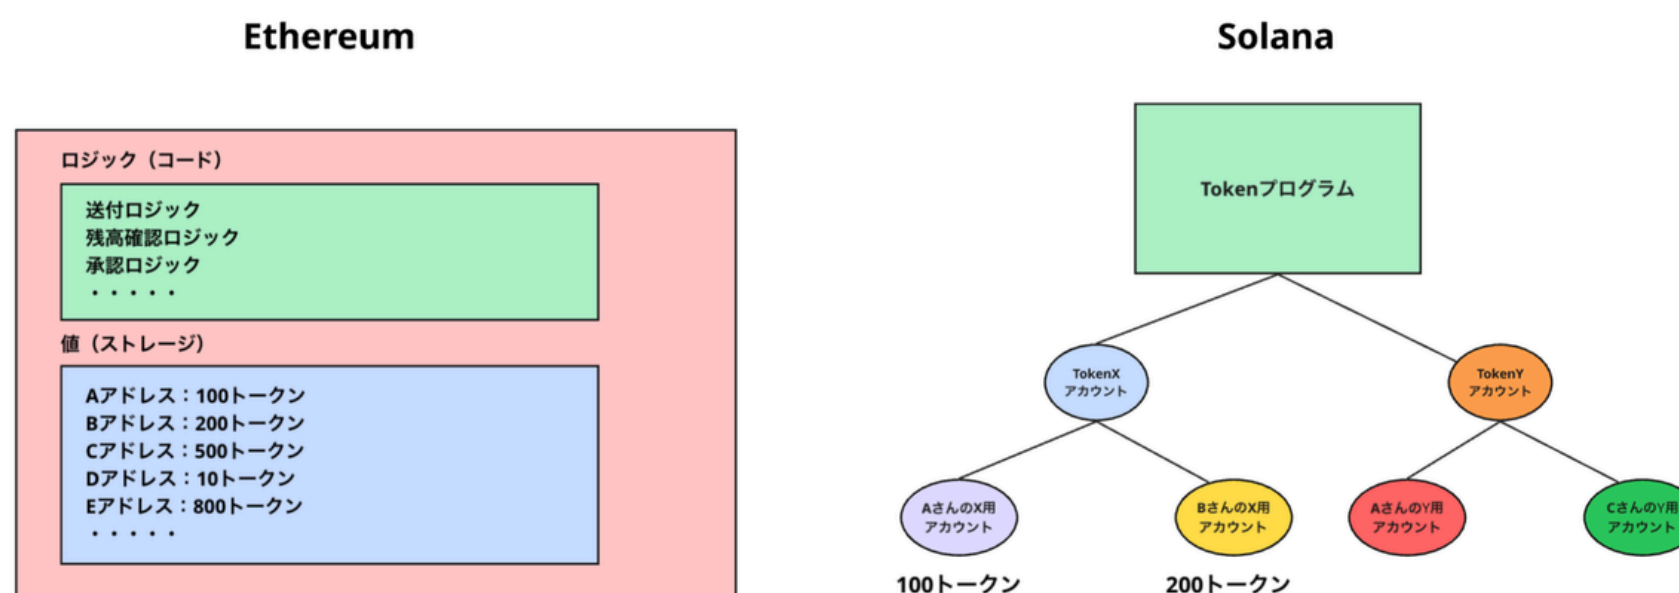 Ethereum
ロジック（コード）
送付ロジック
残高確認ロジック
承認ロジック
・・・・・
値（ストレージ）
Aアドレス：100トークン
Bアドレス：200トークン
Cアドレス：500トークン
Dアドレス：10トークン
Eアドレス：800トークン
・・・・・
Solana
Tokenプログラム
TokenX
アカウント
TokenY
アカウント
AさんのX用
アカウント
BさんのX用
アカウント
AさんのY用
アカウント
CさんのY用
アカウント
100トークン
200トークン